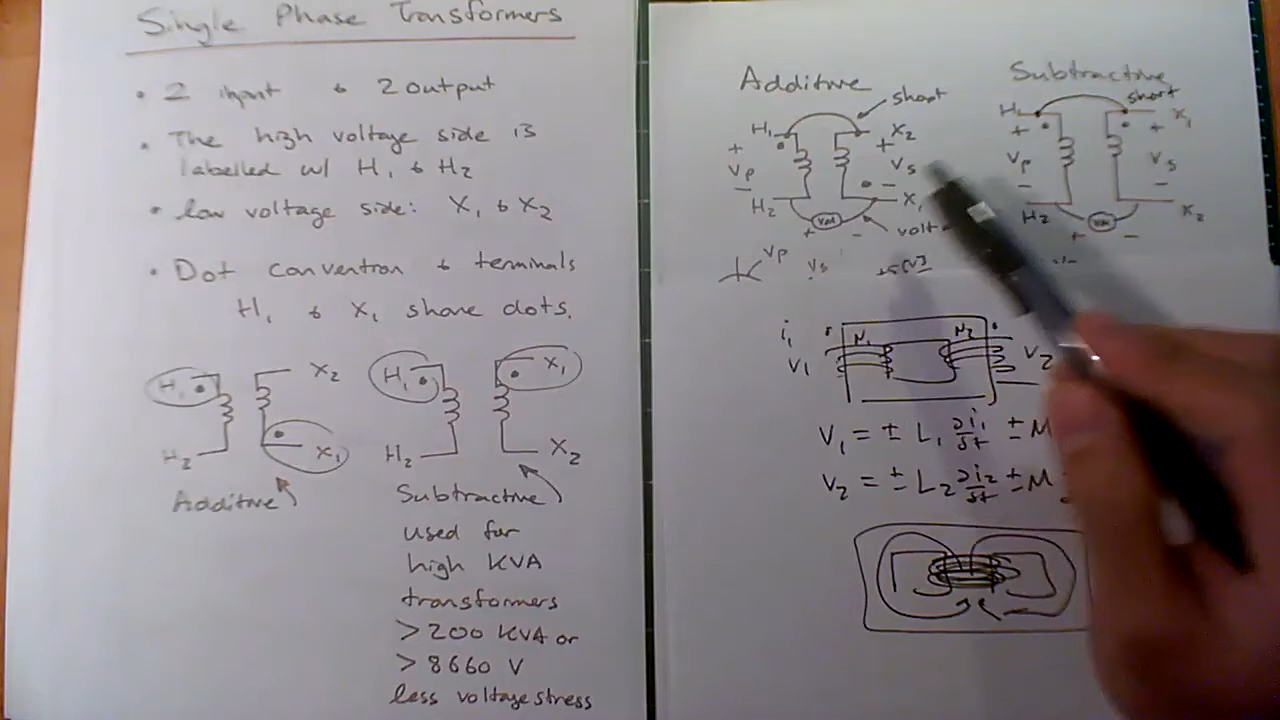 Single Phase Transformers
• 2 input & 2 output
• The high voltage side is
labelled w/ H1 & H2
• low voltage side: X1 & X2
• Dot convention & terminals
H1 & X1 share dots.
H1 X2
H2 X1
Additive
H1 X1
H2 X2
Subtractive
used for
high KVA
transformers
> 200 KVA or
> 8660 V
less voltage stress
Additive
short
H1 X2
+ +
Vp Vs
- -
H2 X1
VM
+ -
Vp Vs
Subtractive
short
H1 X1
+ +
Vp Vs
- -
H2 X2
VM
+ -
i1 N1 N2
V1 V2
V1 = ± L1 ∂i1/∂t ± M
V2 = ± L2 ∂i2/∂t ± M